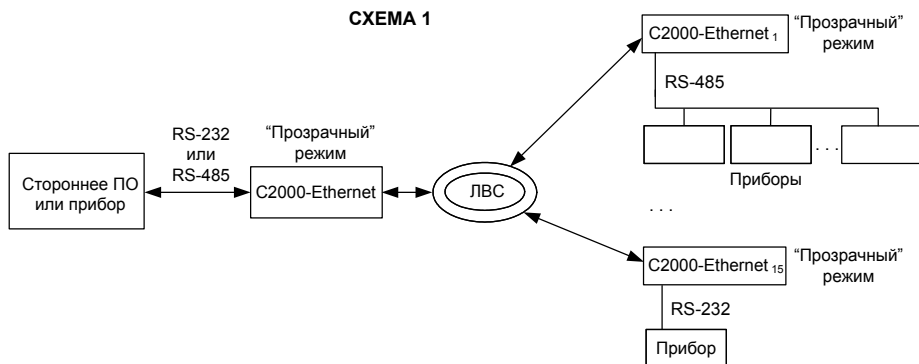 СХЕМА 1
С2000-Ethernet 1
“Прозрачный”
режим
RS-485
. . .
Приборы
RS-232
или
RS-485
“Прозрачный”
режим
Стороннее ПО
или прибор
С2000-Ethernet
ЛВС
. . .
С2000-Ethernet 15
“Прозрачный”
режим
RS-232
Прибор